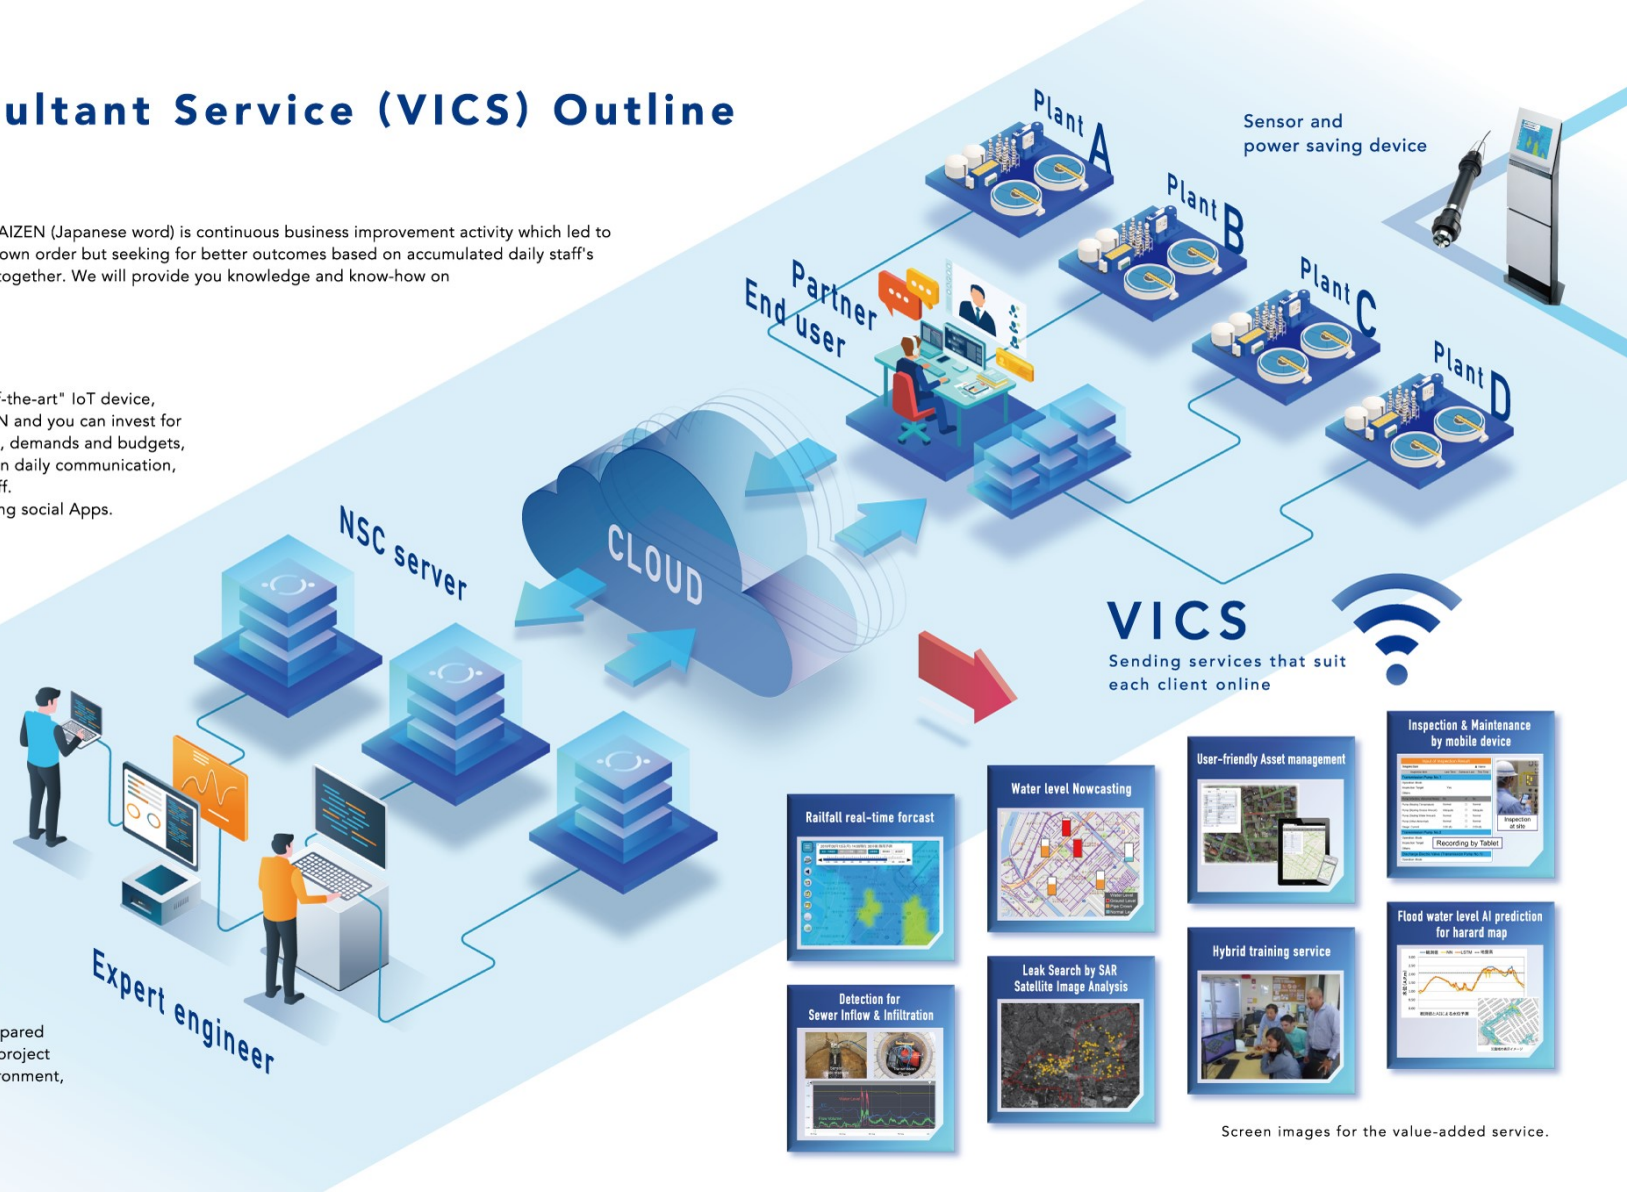 ultant Service (VICS) Outline
AIZEN (Japanese word) is continuous business improvement activity which led to
own order but seeking for better outcomes based on accumulated daily staff's
together. We will provide you knowledge and know-how on
f-the-art" IoT device,
N and you can invest for
, demands and budgets,
n daily communication,
ff.
ng social Apps.
Plant A
Plant B
Plant C
Plant D
Sensor and
power saving device
Partner
End user
CLOUD
NSC server
Expert engineer
VICS
Sending services that suit
each client online
Railfall real-time forcast
Water level Nowcasting
User-friendly Asset management
Inspection & Maintenance
by mobile device
Inspection
at site
Recording by Tablet
Detection for
Sewer Inflow & Infiltration
Leak Search by SAR
Satellite Image Analysis
Hybrid training service
Flood water level AI prediction
for harard map
pared
project
ronment,
Screen images for the value-added service.